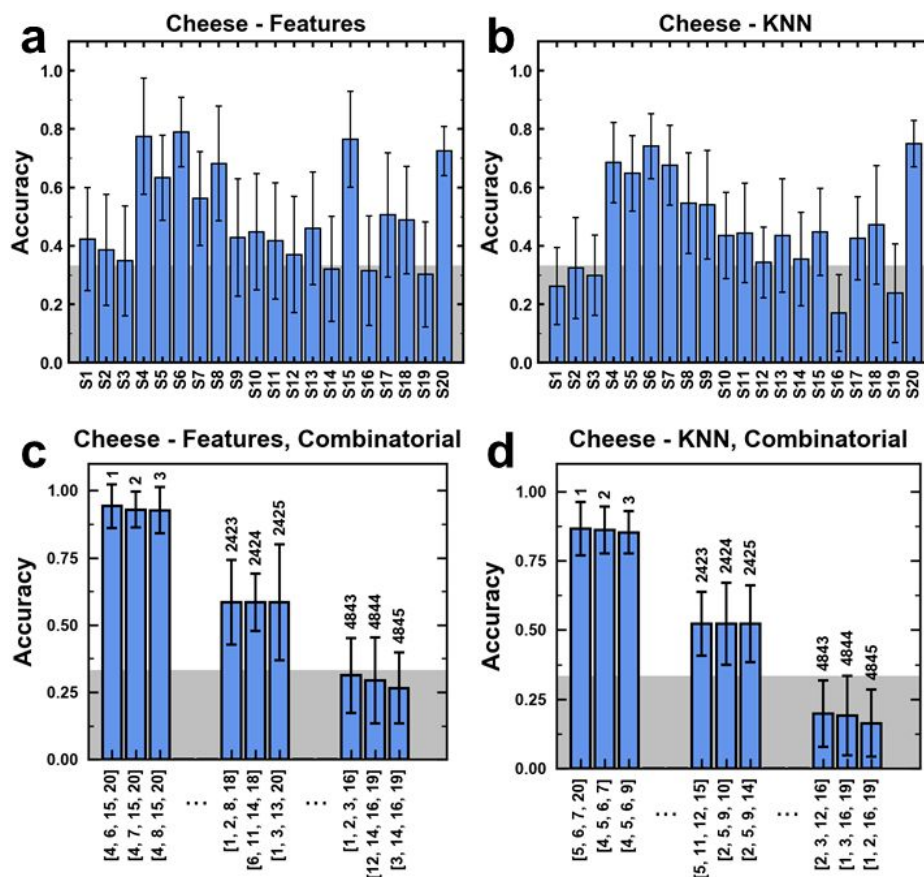 a Cheese - Features
Accuracy
1.0
0.8
0.6
0.4
0.2
0.0
S1 S2 S3 S4 S5 S6 S7 S8 S9 S10 S11 S12 S13 S14 S15 S16 S17 S18 S19 S20
b Cheese - KNN
Accuracy
1.0
0.8
0.6
0.4
0.2
0.0
S1 S2 S3 S4 S5 S6 S7 S8 S9 S10 S11 S12 S13 S14 S15 S16 S17 S18 S19 S20
c Cheese - Features, Combinatorial
Accuracy
1.00
0.75
0.50
0.25
0.00
1 2 3 2423 2424 2425 4843 4844 4845
[4, 6, 15, 20]
[4, 7, 15, 20]
[4, 8, 15, 20]
...
[1, 2, 8, 18]
[6, 11, 14, 18]
[1, 3, 13, 20]
...
[1, 2, 3, 16]
[12, 14, 16, 19]
[3, 14, 16, 19]
d Cheese - KNN, Combinatorial
Accuracy
1.00
0.75
0.50
0.25
0.00
1 2 3 2423 2424 2425 4843 4844 4845
[5, 6, 7, 20]
[4, 5, 6, 7]
[4, 5, 6, 9]
...
[5, 11, 12, 15]
[2, 5, 9, 10]
[2, 5, 9, 14]
...
[2, 3, 12, 16]
[1, 3, 16, 19]
[1, 2, 16, 19]